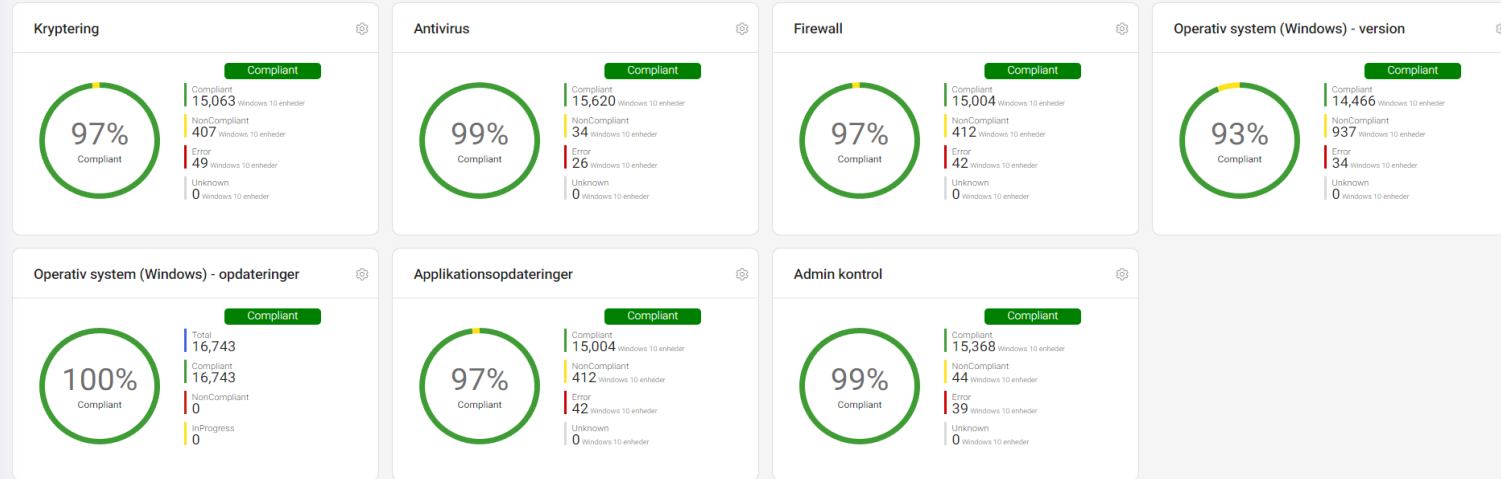 Kryptering
Compliant
97%
Compliant
Compliant
15,063 Windows 10 enheder
NonCompliant
407 Windows 10 enheder
Error
49 Windows 10 enheder
Unknown
0 Windows 10 enheder
Antivirus
Compliant
99%
Compliant
Compliant
15,620 Windows 10 enheder
NonCompliant
34 Windows 10 enheder
Error
26 Windows 10 enheder
Unknown
0 Windows 10 enheder
Firewall
Compliant
97%
Compliant
Compliant
15,004 Windows 10 enheder
NonCompliant
412 Windows 10 enheder
Error
42 Windows 10 enheder
Unknown
0 Windows 10 enheder
Operativ system (Windows) - version
Compliant
93%
Compliant
Compliant
14,466 Windows 10 enheder
NonCompliant
937 Windows 10 enheder
Error
34 Windows 10 enheder
Unknown
0 Windows 10 enheder
Operativ system (Windows) - opdateringer
Compliant
100%
Compliant
Total
16,743
Compliant
16,743
NonCompliant
0
InProgress
0
Applikationsopdateringer
Compliant
97%
Compliant
Compliant
15,004 Windows 10 enheder
NonCompliant
412 Windows 10 enheder
Error
42 Windows 10 enheder
Unknown
0 Windows 10 enheder
Admin kontrol
Compliant
99%
Compliant
Compliant
15,368 Windows 10 enheder
NonCompliant
44 Windows 10 enheder
Error
39 Windows 10 enheder
Unknown
0 Windows 10 enheder